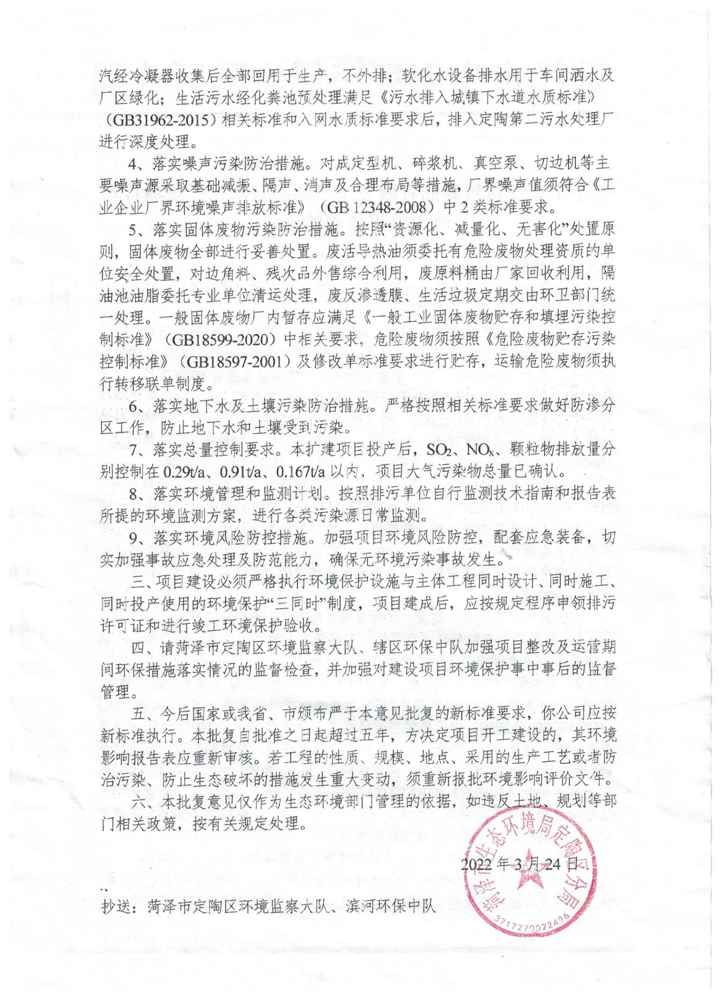 汽经冷凝器收集后全部回用于生产，不外排；软化水设备排水用于车间洒水及
厂区绿化；生活污水经化粪池预处理满足《污水排入城镇下水道水质标准》
（GB31962-2015）相关标准和入网水质标准要求后，排入定陶第二污水处理厂
进行深度处理。
4、落实噪声污染防治措施。对成定型机、碎浆机、真空泵、切边机等主
要噪声源采取基础减振、隔声、消声及合理布局等措施，厂界噪声值须符合《工
业企业厂界环境噪声排放标准》（GB 12348-2008）中 2 类标准要求。
5、落实固体废物污染防治措施。按照“资源化、减量化、无害化”处置原
则，固体废物全部进行妥善处置。废活导热油须委托有危险废物处理资质的单
位安全处置，对边角料、残次品外售综合利用，废原料桶由厂家回收利用，隔
油池油脂委托专业单位清运处理，废反渗透膜、生活垃圾定期交由环卫部门统
一处理。一般固体废物厂内暂存应满足《一般工业固体废物贮存和填埋污染控
制标准》（GB18599-2020）中相关要求，危险废物须按照《危险废物贮存污染
控制标准》（GB18597-2001）及修改单标准要求进行贮存，运输危险废物须执
行转移联单制度。
6、落实地下水及土壤污染防治措施。严格按照相关标准要求做好防渗分
区工作，防止地下水和土壤受到污染。
7、落实总量控制要求。本扩建项目投产后，SO₂、NOₓ、颗粒物排放量分
别控制在 0.29t/a、0.91t/a、0.167t/a 以内，项目大气污染物总量已确认。
8、落实环境管理和监测计划。按照排污单位自行监测技术指南和报告表
所提的环境监测方案，进行各类污染源日常监测。
9、落实环境风险防控措施。加强项目环境风险防控，配套应急装备，切
实加强事故应急处理及防范能力，确保无环境污染事故发生。
三、项目建设必须严格执行环境保护设施与主体工程同时设计、同时施工、
同时投产使用的环境保护“三同时”制度，项目建成后，应按规定程序申领排污
许可证和进行竣工环境保护验收。
四、请菏泽市定陶区环境监察大队、辖区环保中队加强项目整改及运营期
间环保措施落实情况的监督检查，并加强对建设项目环境保护事中事后的监督
管理。
五、今后国家或我省、市颁布严于本意见批复的新标准要求，你公司应按
新标准执行。本批复自批准之日起超过五年，方决定项目开工建设的，其环境
影响报告表应重新审核。若工程的性质、规模、地点、采用的生产工艺或者防
治污染、防止生态破坏的措施发生重大变动，须重新报批环境影响评价文件。
六、本批复意见仅作为生态环境部门管理的依据，如违反土地、规划等部
门相关政策，按有关规定处理。
菏泽市生态环境局定陶区分局
2022 年 3 月 24 日
3717270022496
抄送：菏泽市定陶区环境监察大队、滨河环保中队